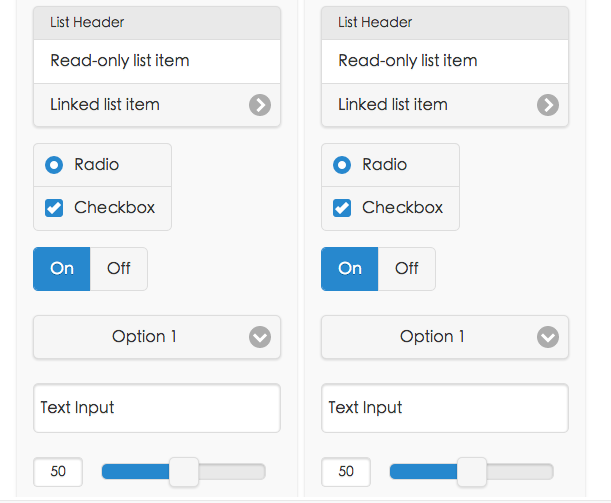 List Header
Read-only list item
Linked list item
Radio
Checkbox
On Off
Option 1
Text Input
50
List Header
Read-only list item
Linked list item
Radio
Checkbox
On Off
Option 1
Text Input
50